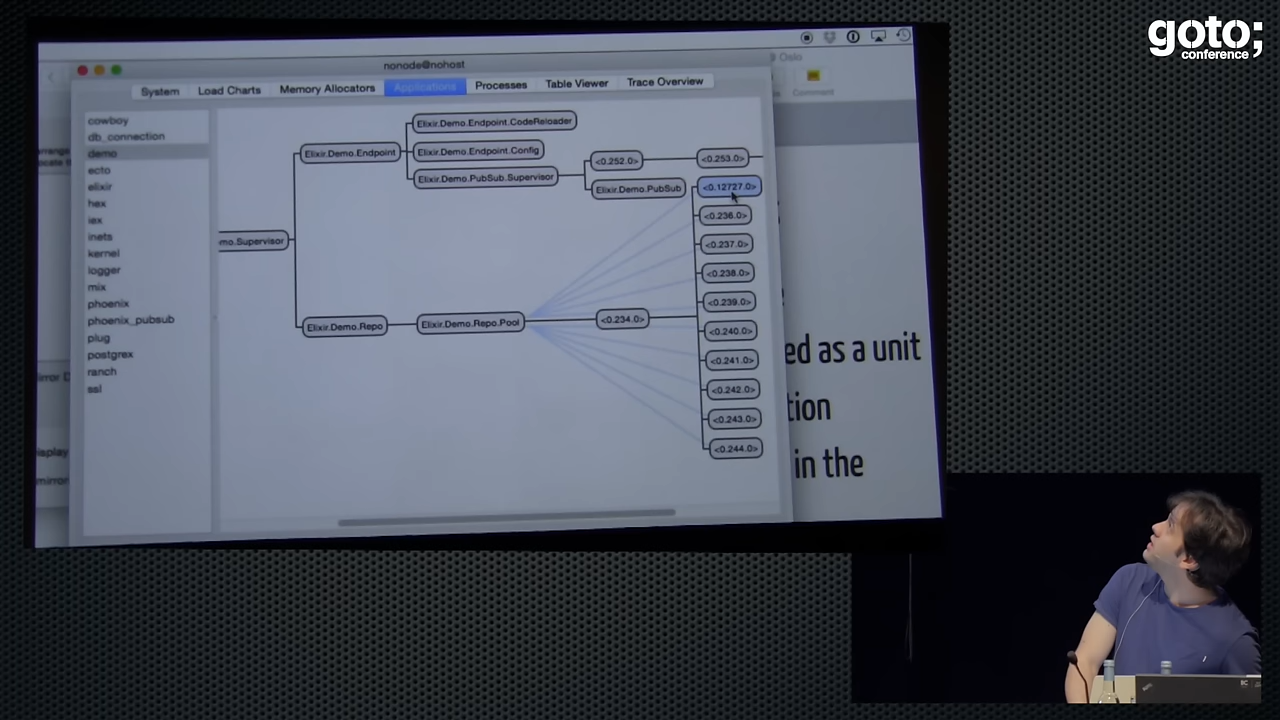 goto;
conference
nonode@nohost
Oslo
System
Load Charts
Memory Allocators
Applications
Processes
Table Viewer
Trace Overview
Comment
cowboy
db_connection
demo
ecto
elixir
hex
iex
inets
kernel
logger
mix
phoenix
phoenix_pubsub
plug
postgrex
ranch
ssl
mo.Supervisor
Elixir.Demo.Endpoint
Elixir.Demo.Endpoint.CodeReloader
Elixir.Demo.Endpoint.Config
Elixir.Demo.PubSub.Supervisor
<0.252.0>
<0.253.0>
Elixir.Demo.PubSub
<0.12727.0>
<0.236.0>
<0.237.0>
<0.238.0>
<0.239.0>
<0.240.0>
<0.241.0>
<0.242.0>
<0.243.0>
<0.244.0>
Elixir.Demo.Repo
Elixir.Demo.Repo.Pool
<0.234.0>
ed as a unit
tion
in the